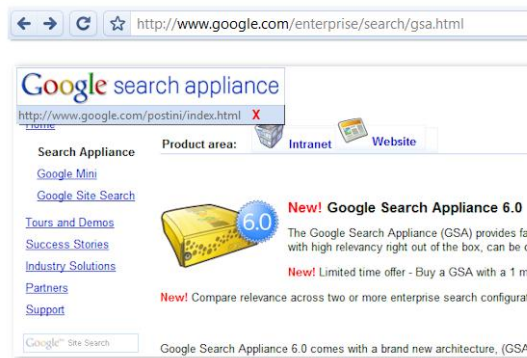 http://www.google.com/enterprise/search/gsa.html
Google search appliance
http://www.google.com/postini/index.html X
Home
Search Appliance
Google Mini
Google Site Search
Tours and Demos
Success Stories
Industry Solutions
Partners
Support
Google™ Site Search
Product area: Intranet Website
6.0
New! Google Search Appliance 6.0
The Google Search Appliance (GSA) provides
with high relevancy right out of the box, can be
New! Limited time offer - Buy a GSA with a 1
New! Compare relevance across two or more enterprise search
Google Search Appliance 6.0 comes with a brand new architecture, (GSA